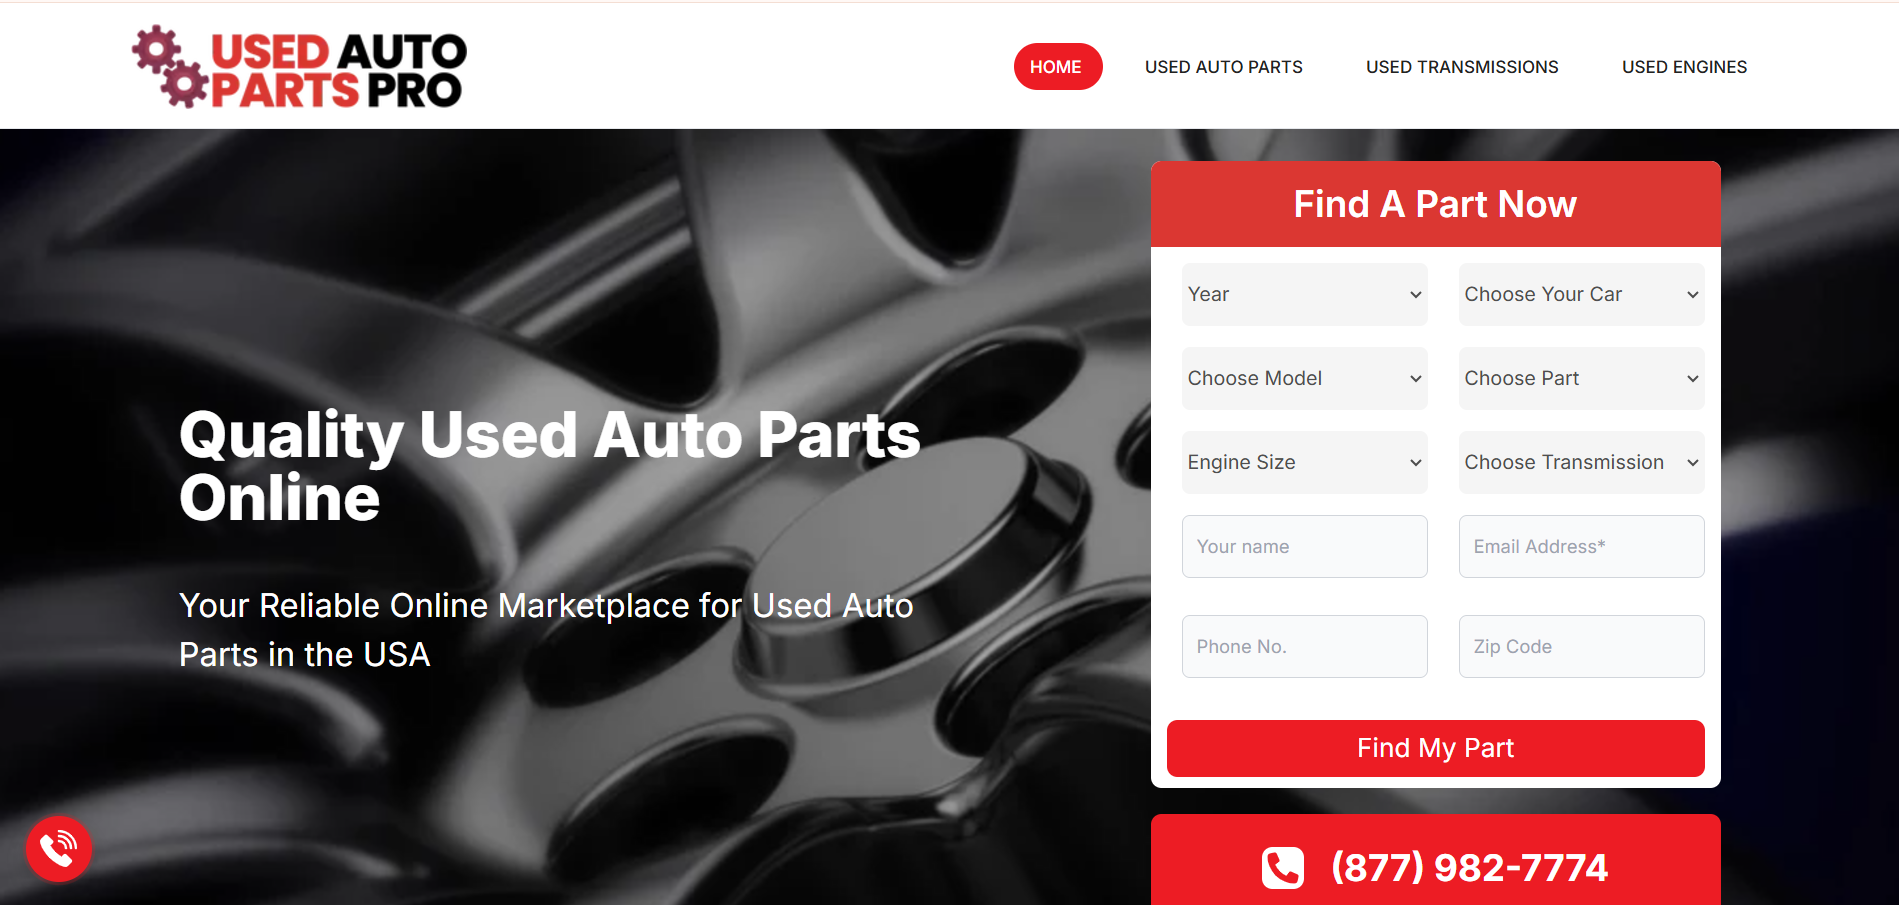 USED AUTO
PARTS PRO
HOME
USED AUTO PARTS
USED TRANSMISSIONS
USED ENGINES
Quality Used Auto Parts
Online
Your Reliable Online Marketplace for Used Auto
Parts in the USA
Find A Part Now
Year
Choose Your Car
Choose Model
Choose Part
Engine Size
Choose Transmission
Your name
Email Address*
Phone No.
Zip Code
Find My Part
(877) 982-7774